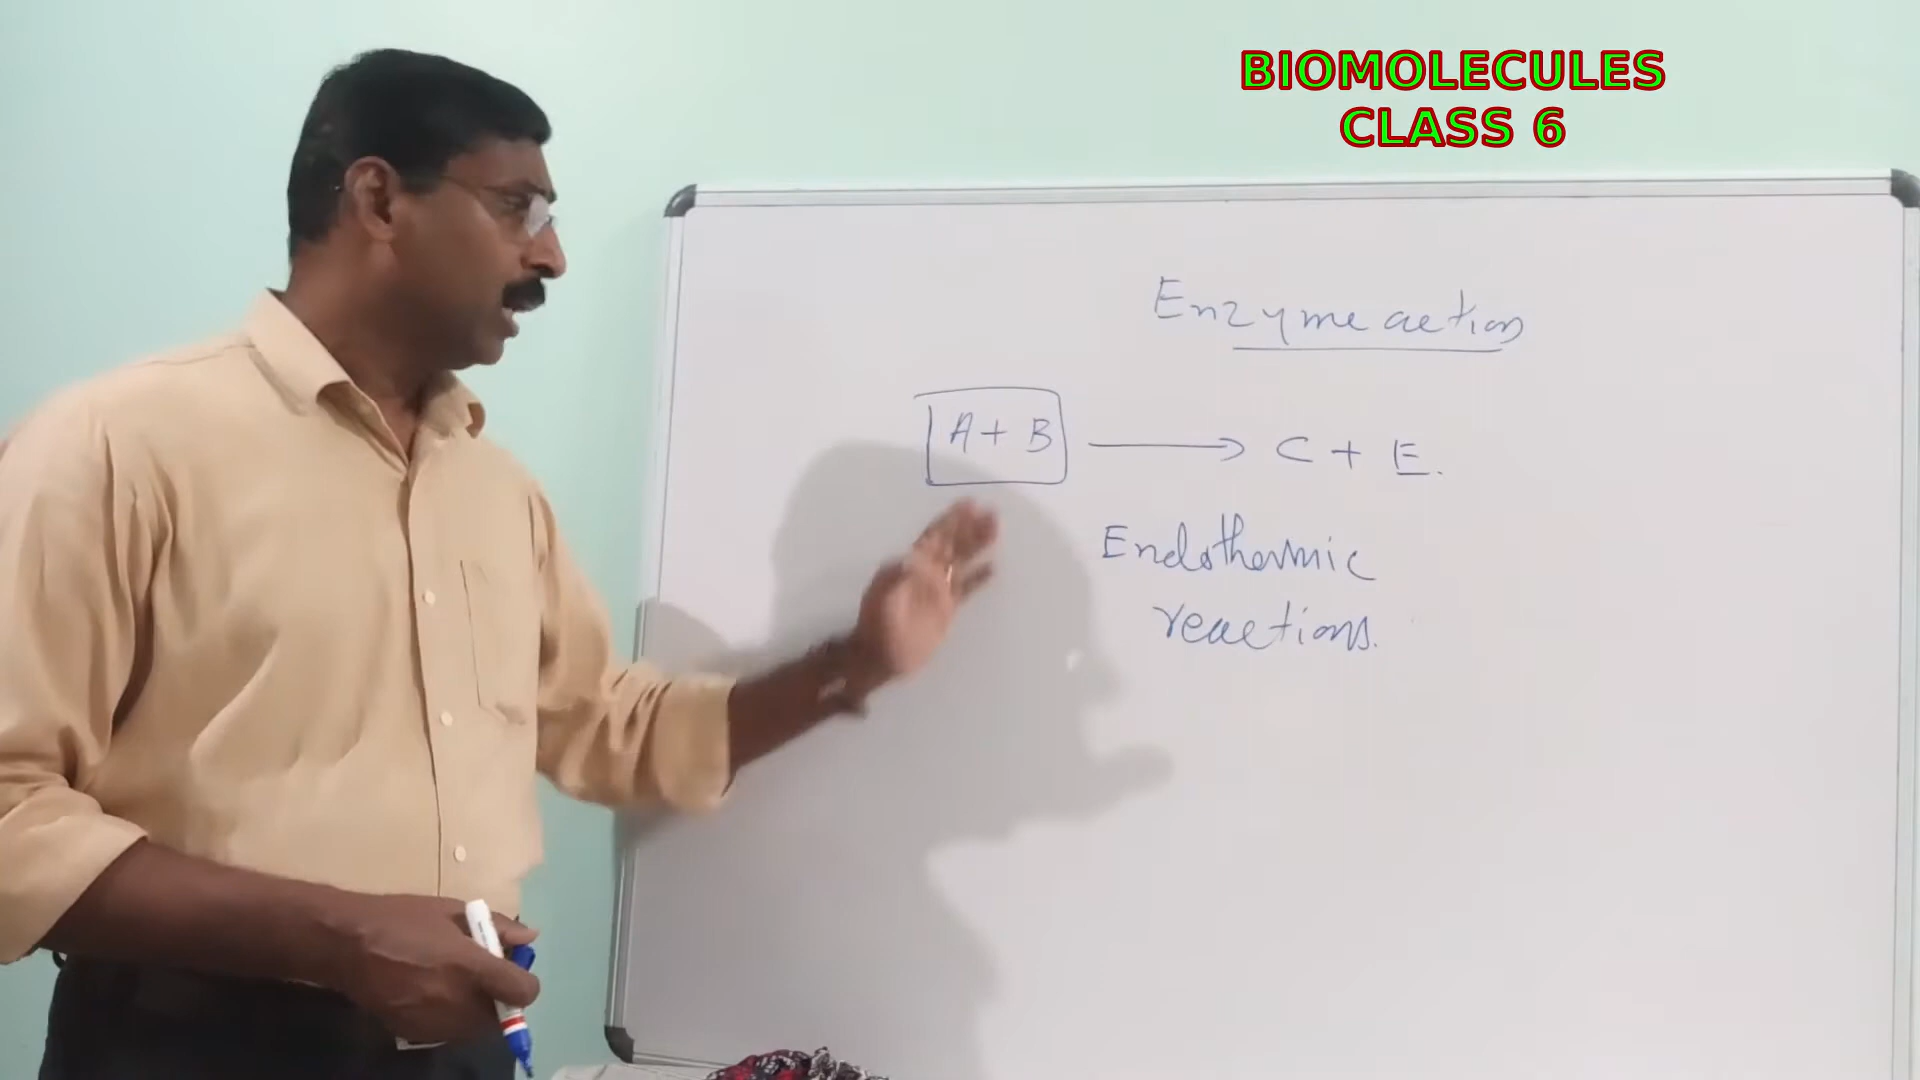 BIOMOLECULES
CLASS 6
Enzyme action
A + B → C + E.
Endothermic
reactions.